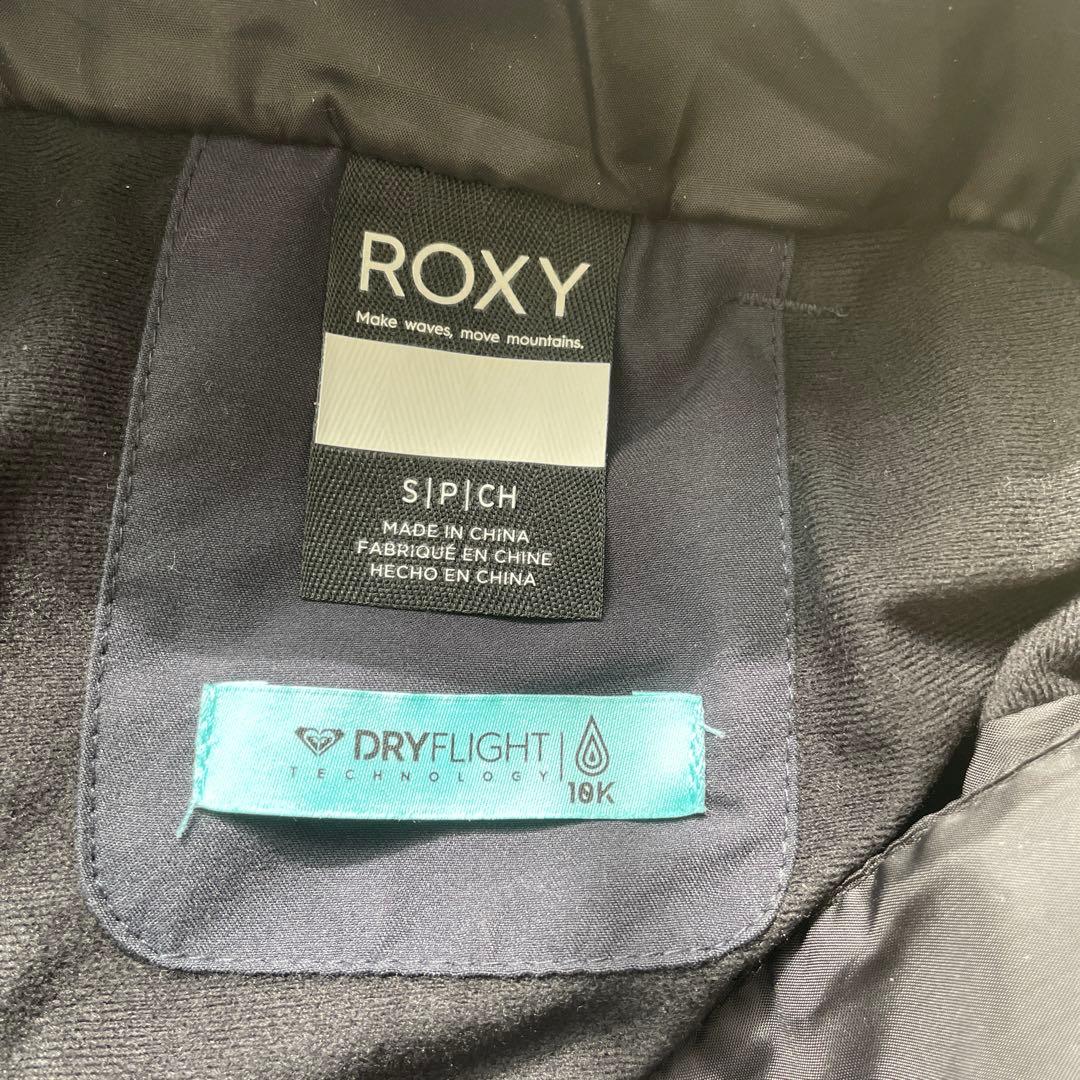 ROXY
Make waves, move mountains.
S|P|CH
MADE IN CHINA
FABRIQUÉ EN CHINE
HECHO EN CHINA
DRYFLIGHT
TECHNOLOGY
10K